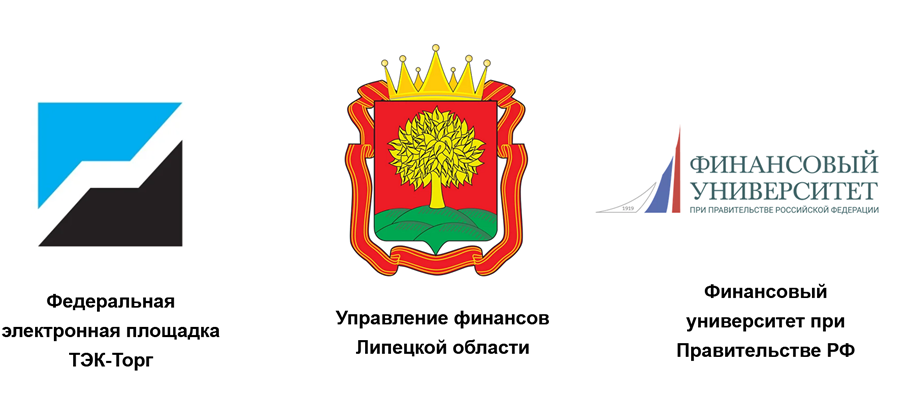 Федеральная
электронная площадка
ТЭК-Торг
Управление финансов
Липецкой области
1919
ФИНАНСОВЫЙ
УНИВЕРСИТЕТ
ПРИ ПРАВИТЕЛЬСТВЕ РОССИЙСКОЙ ФЕДЕРАЦИИ
Финансовый
университет при
Правительстве РФ